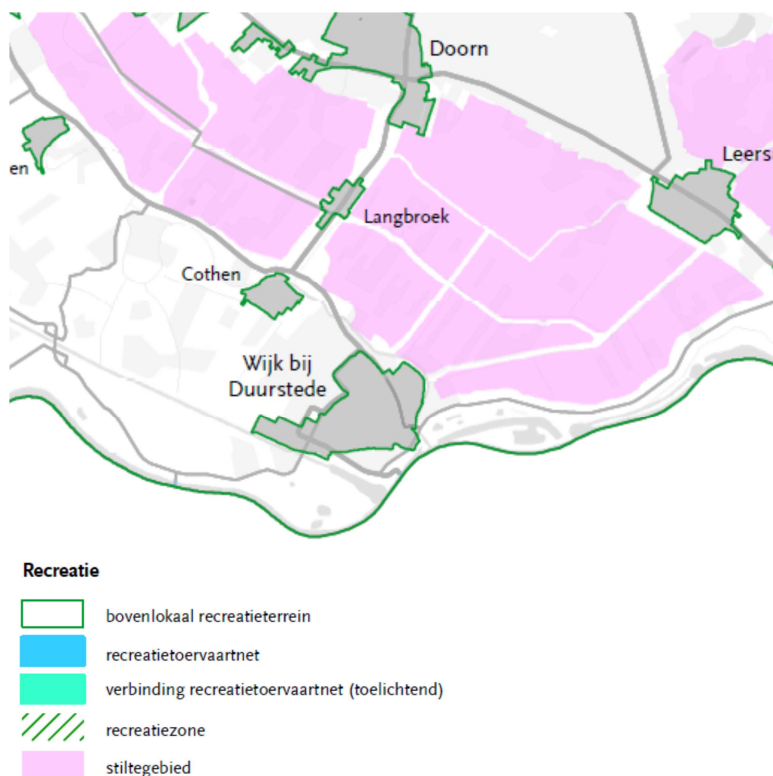 Doorn
Leers
en
Langbroek
Cothen
Wijk bij
Duurstede
Recreatie
bovenlokaal recreatieterrein
recreatietoervaartnet
verbinding recreatietoervaartnet (toelichtend)
recreatiezone
stiltegebied